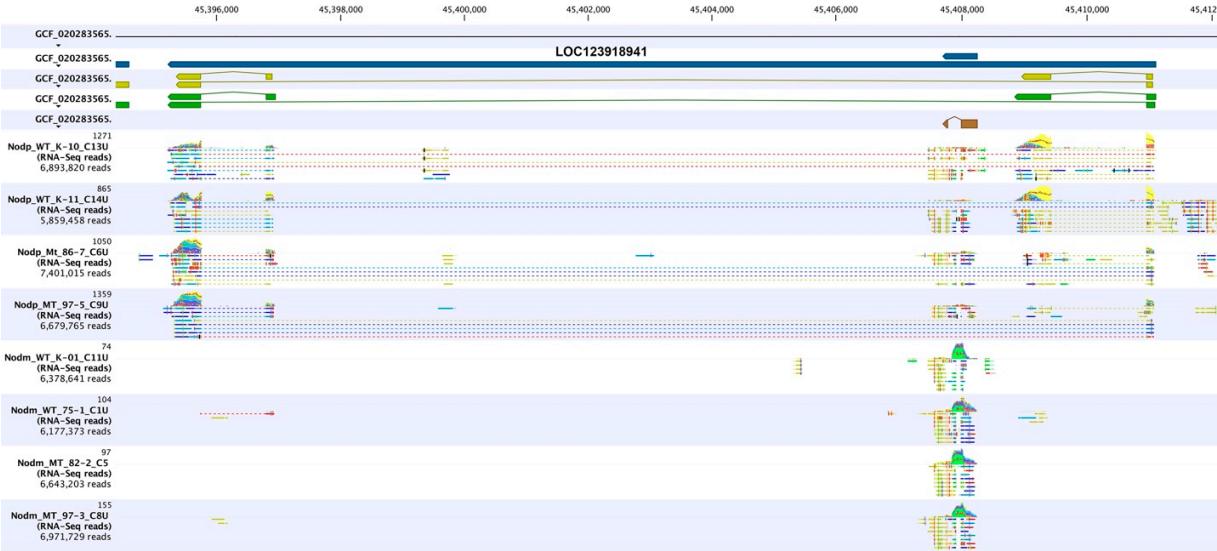 45,396,000 45,398,000 45,400,000 45,402,000 45,404,000 45,406,000 45,408,000 45,410,000 45,412
GCF_020283565.
LOC123918941
GCF_020283565.
GCF_020283565.
GCF_020283565.
GCF_020283565.
1271
Nodp_WT_K-10_C13U
(RNA-Seq reads)
6,893,820 reads
865
Nodp_WT_K-11_C14U
(RNA-Seq reads)
5,859,458 reads
1050
Nodp_Mt_86-7_C6U
(RNA-Seq reads)
7,401,015 reads
1359
Nodp_MT_97-5_C9U
(RNA-Seq reads)
6,679,765 reads
74
Nodm_WT_K-01_C11U
(RNA-Seq reads)
6,378,641 reads
104
Nodm_WT_75-1_C1U
(RNA-Seq reads)
6,177,373 reads
97
Nodm_MT_82-2_C5
(RNA-Seq reads)
6,643,203 reads
155
Nodm_MT_97-3_C8U
(RNA-Seq reads)
6,971,729 reads